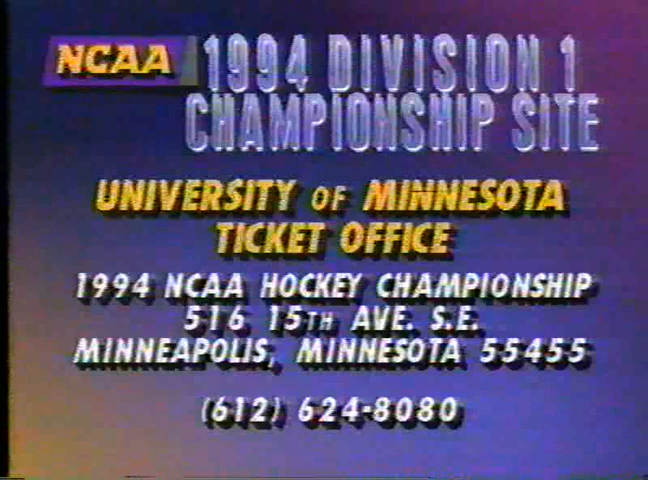 NCAA 1994 DIVISION 1
CHAMPIONSHIP SITE
UNIVERSITY OF MINNESOTA
TICKET OFFICE
1994 NCAA HOCKEY CHAMPIONSHIP
516 15TH AVE. S.E.
MINNEAPOLIS, MINNESOTA 55455
(612) 624-8080